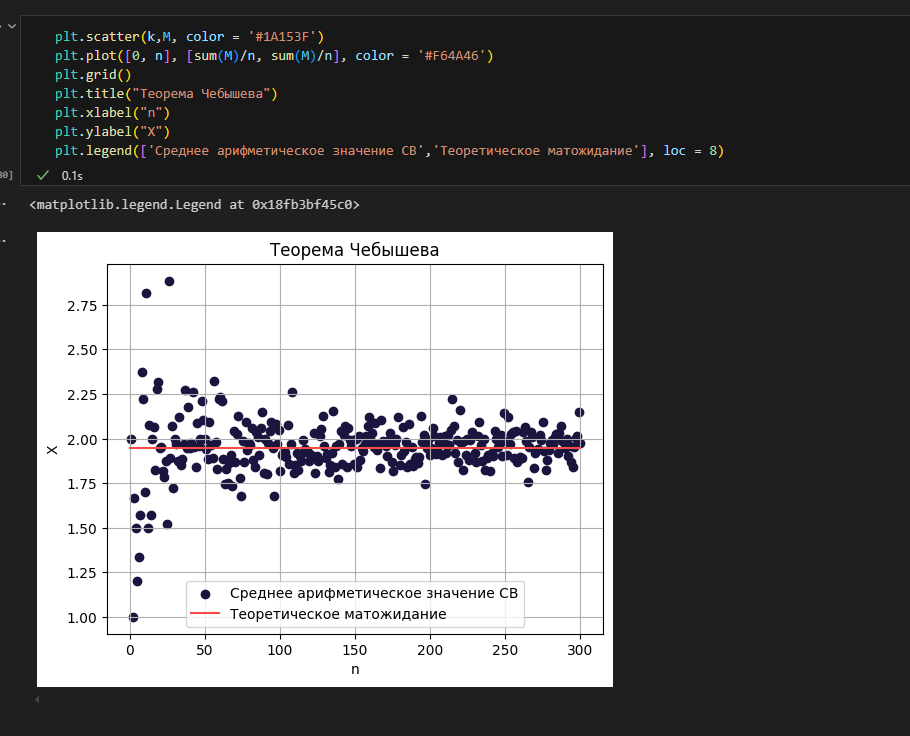 plt.scatter(k,M, color = '#1A153F')
plt.plot([0, n], [sum(M)/n, sum(M)/n], color = '#F64A46')
plt.grid()
plt.title("Теорема Чебышева")
plt.xlabel("n")
plt.ylabel("X")
plt.legend(['Среднее арифметическое значение СВ','Теоретическое матожидание'], loc = 8)
0.1s
<matplotlib.legend.Legend at 0x18fb3bf45c0>
Теорема Чебышева
2.75
2.50
2.25
2.00
1.75
1.50
1.25
1.00
X
Среднее арифметическое значение СВ
Теоретическое матожидание
0 50 100 150 200 250 300
n